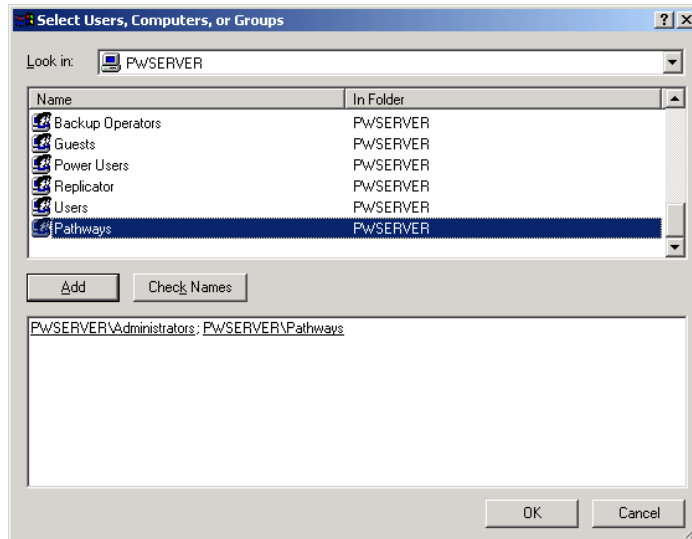 Select Users, Computers, or Groups
Look in: PWSERVER
Name In Folder
Backup Operators PWSERVER
Guests PWSERVER
Power Users PWSERVER
Replicator PWSERVER
Users PWSERVER
Pathways PWSERVER
Add Check Names
PWSERVER\Administrators; PWSERVER\Pathways
OK Cancel